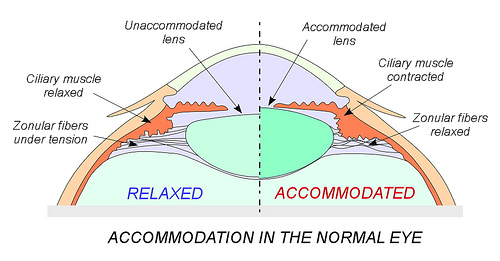 Unaccommodated
lens
Accommodated
lens
Ciliary muscle
relaxed
Ciliary muscle
contracted
Zonular fibers
under tension
Zonular fibers
relaxed
RELAXED
ACCOMMODATED
ACCOMMODATION IN THE NORMAL EYE